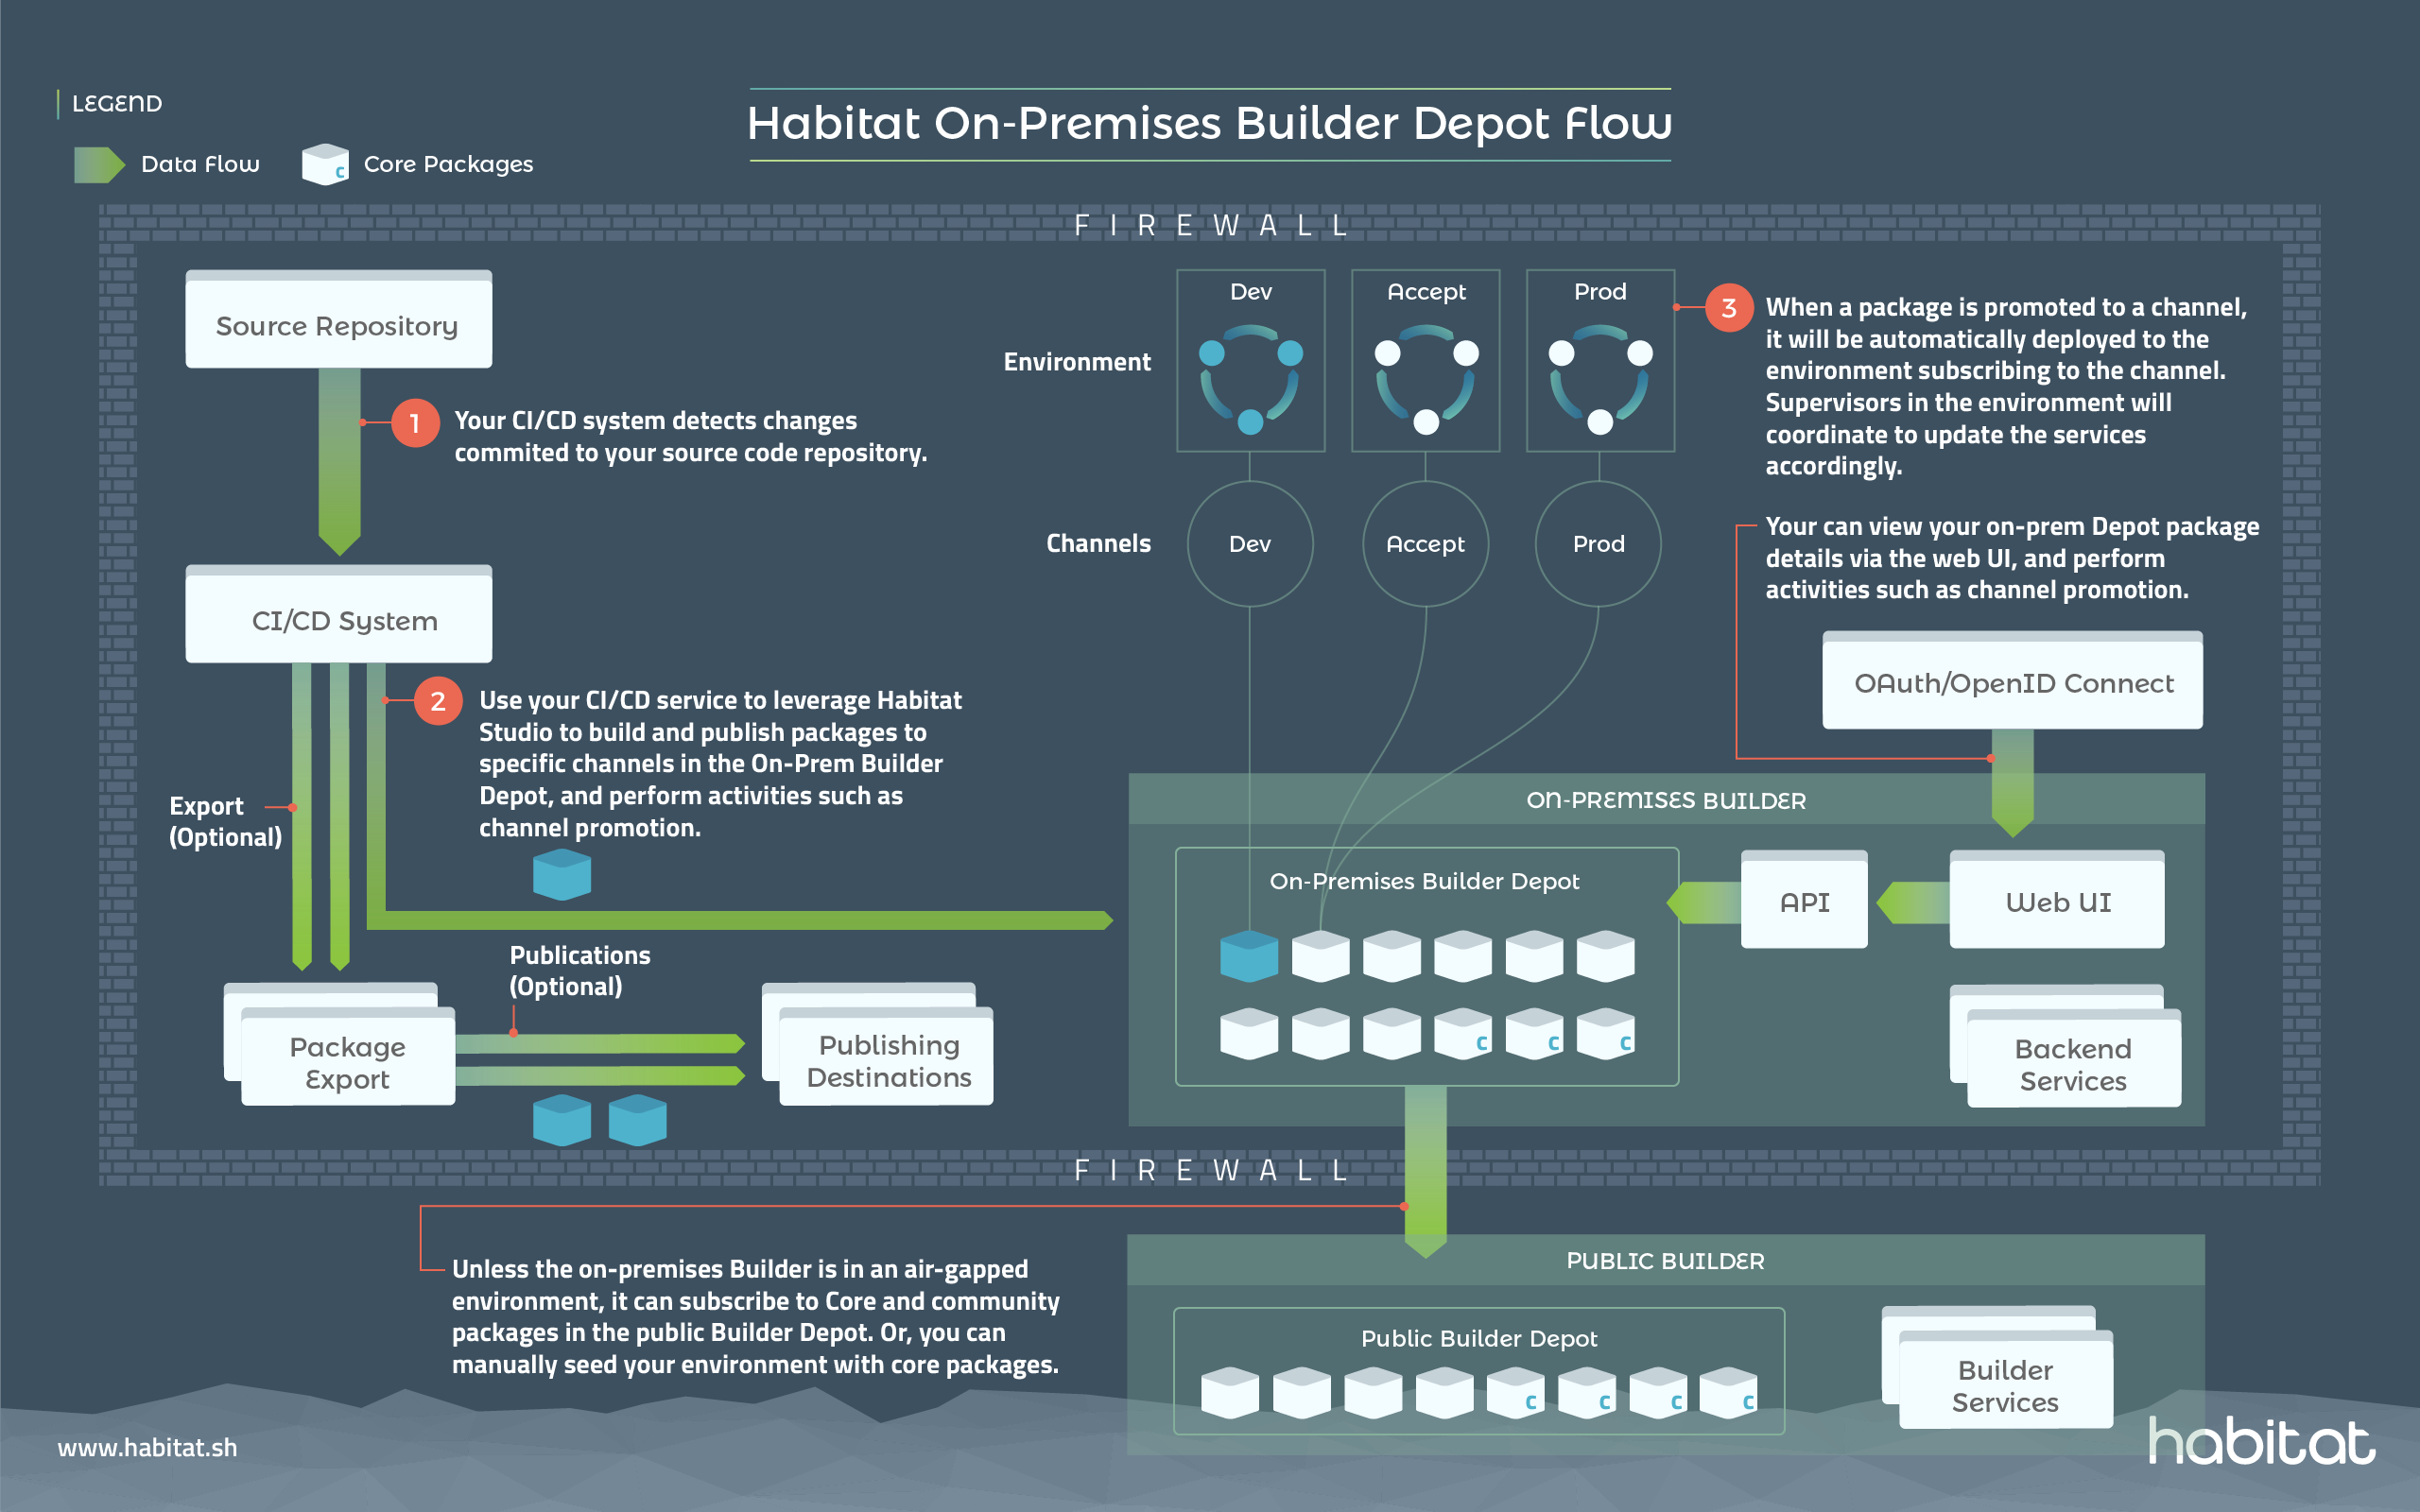 LEGEND
Data Flow
Core Packages
Habitat On-Premises Builder Depot Flow
FIREWALL
Source Repository
1
Your CI/CD system detects changes
commited to your source code repository.
CI/CD System
2
Use your CI/CD service to leverage Habitat
Studio to build and publish packages to
specific channels in the On-Prem Builder
Depot, and perform activities such as
channel promotion.
Export
(Optional)
Publications
(Optional)
Package
Export
Publishing
Destinations
Environment
Dev
Accept
Prod
Channels
Dev
Accept
Prod
3
When a package is promoted to a channel,
it will be automatically deployed to the
environment subscribing to the channel.
Supervisors in the environment will
coordinate to update the services
accordingly.
Your can view your on-prem Depot package
details via the web UI, and perform
activities such as channel promotion.
OAuth/OpenID Connect
ON-PREMISES BUILDER
On-Premises Builder Depot
C
C
C
API
Web UI
Backend
Services
FIREWALL
Unless the on-premises Builder is in an air-gapped
environment, it can subscribe to Core and community
packages in the public Builder Depot. Or, you can
manually seed your environment with core packages.
PUBLIC BUILDER
Public Builder Depot
C
C
C
C
Builder
Services
www.habitat.sh
habitat